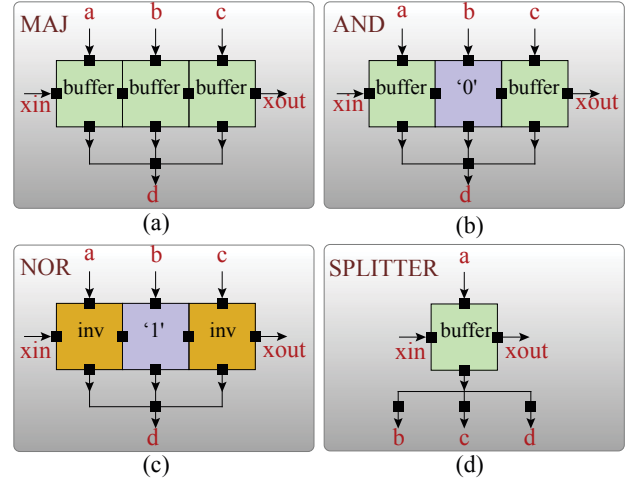 MAJ
a b c
buffer buffer buffer
xin xout
d
(a)
AND
a b c
buffer ‘0' buffer
xin xout
d
(b)
NOR
a b c
inv ‘1' inv
xin xout
d
(c)
SPLITTER
a
buffer
xin xout
b c d
(d)